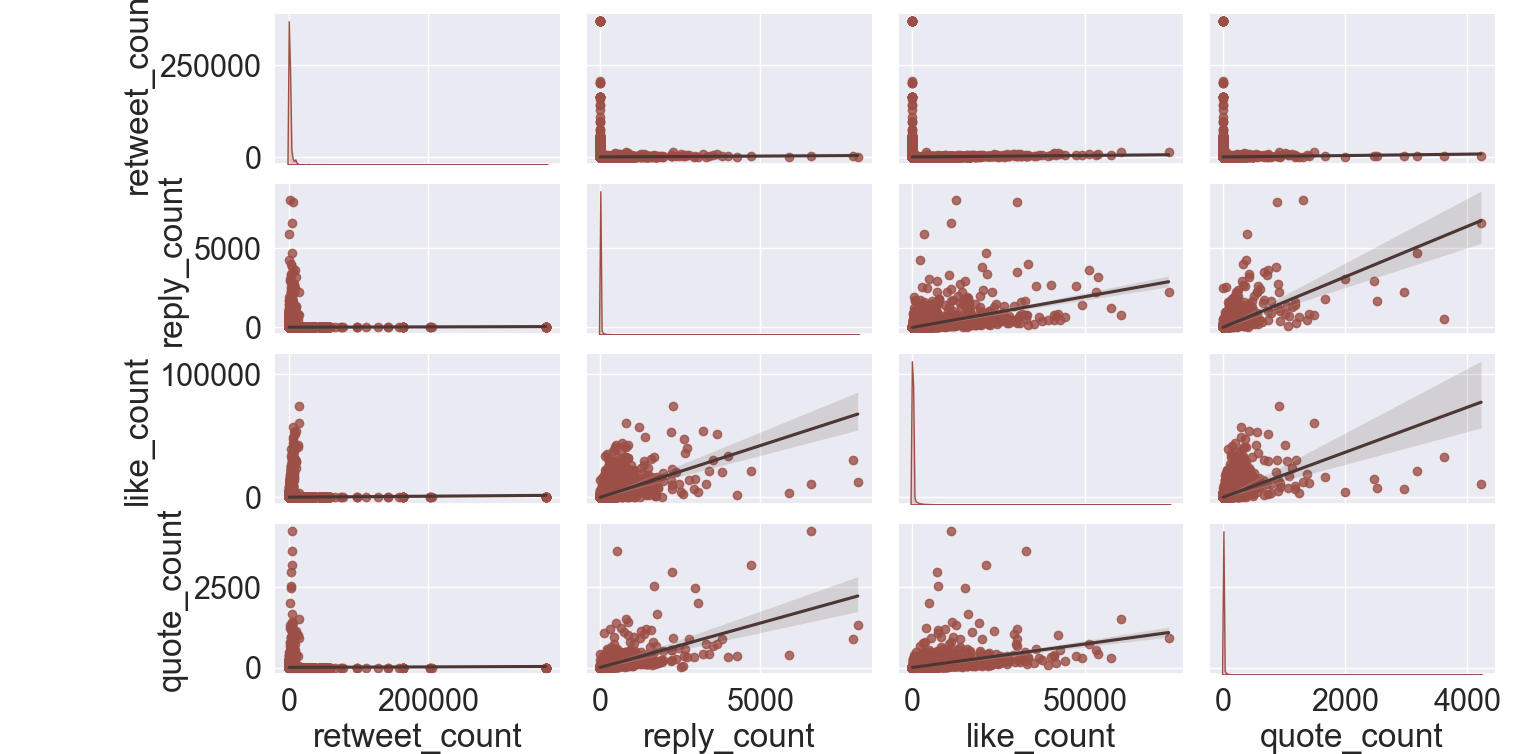 retweet_coun
250000
0
reply_count
5000
0
like_count
100000
0
quote_count
2500
0
0 200000 0 5000 0 50000 0 2000 4000
retweet_count reply_count like_count quote_count